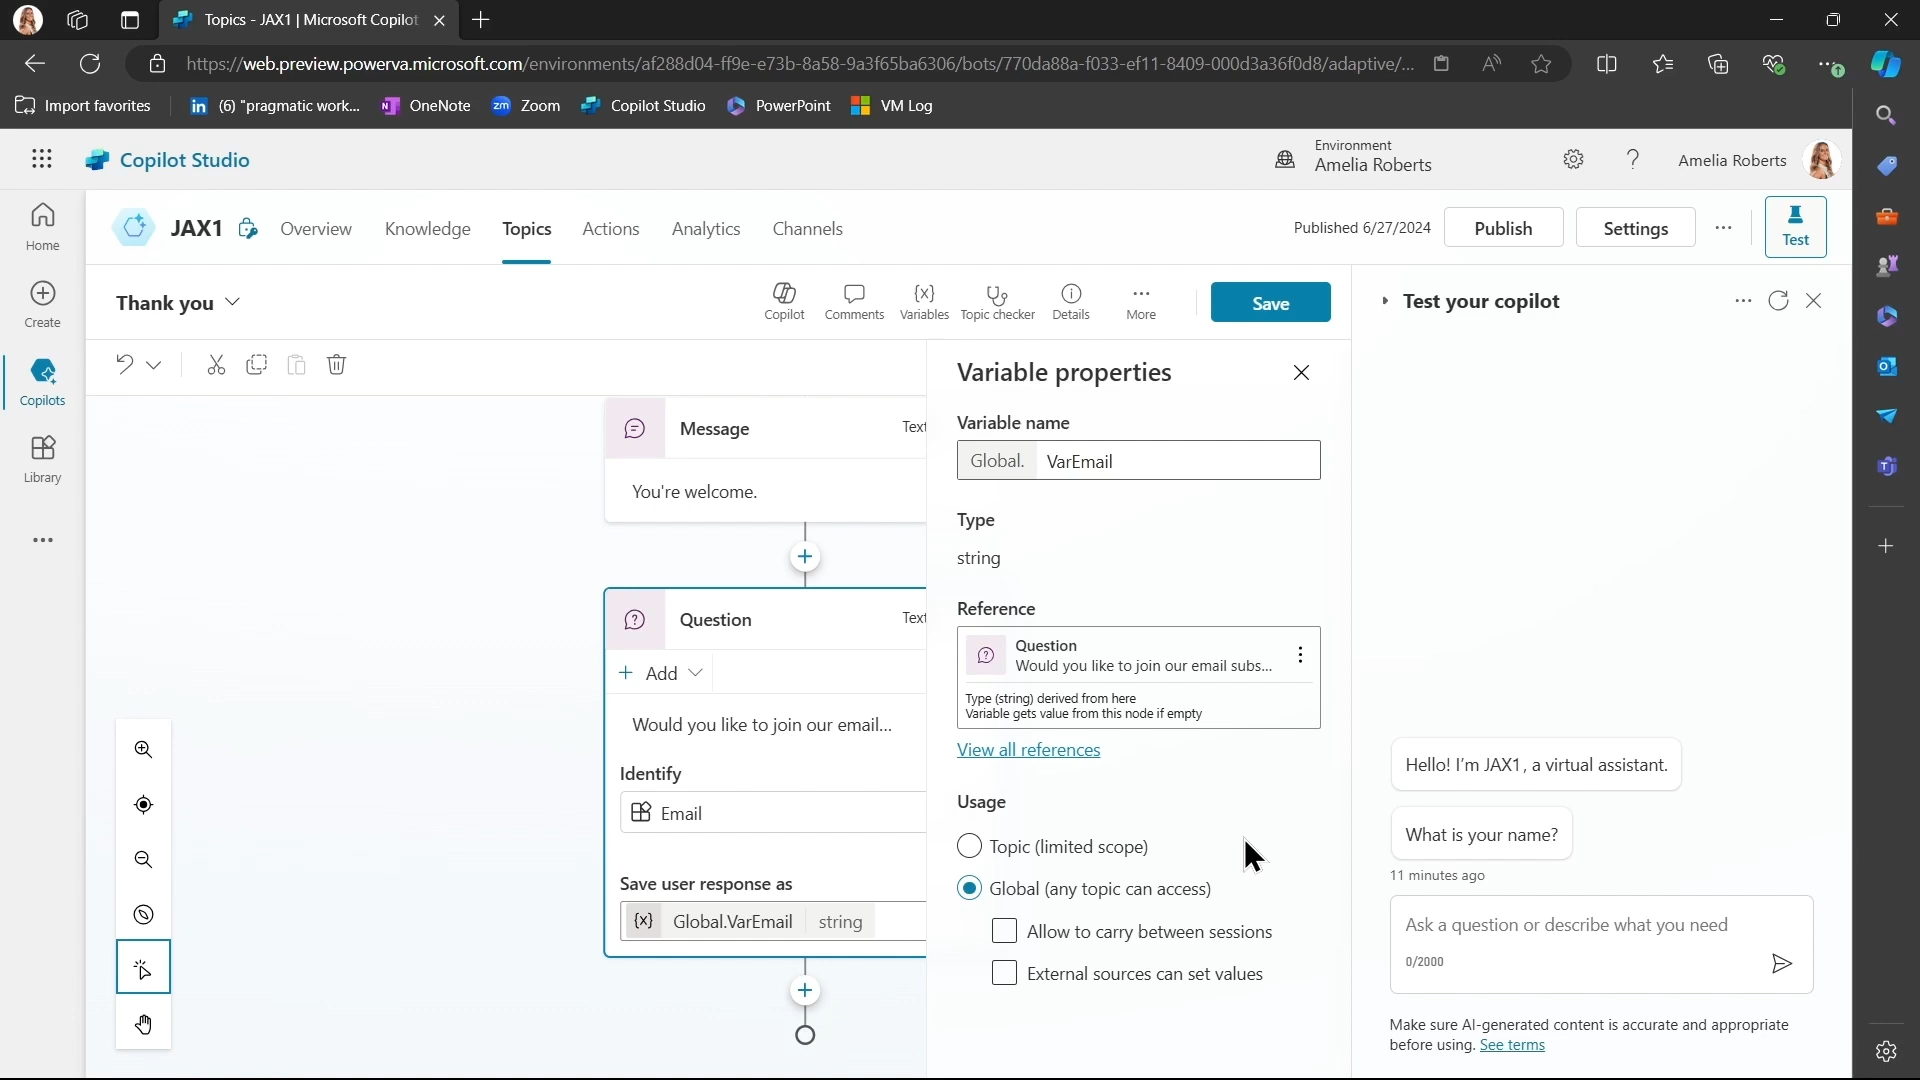 Topics - JAX1 | Microsoft Copilot
https://web.preview.powerva.microsoft.com/environments/af288d04-ff9e-e73b-8a58-9a3f65ba6306/bots/770da88a-f033-ef11-8409-000d3a36f0d8/adaptive/...
Import favorites
(6) "pragmatic work...
OneNote
Zoom
Copilot Studio
PowerPoint
VM Log
Copilot Studio
Environment
Amelia Roberts
Amelia Roberts
Home
Create
Copilots
Library
JAX1
Overview
Knowledge
Topics
Actions
Analytics
Channels
Published 6/27/2024
Publish
Settings
Test
Thank you
Copilot
Comments
{x}
Variables
Topic checker
Details
More
Save
Message
Text
You're welcome.
Question
Text
Add
Would you like to join our email...
Identify
Email
Save user response as
{x} Global.VarEmail string
Variable properties
Variable name
Global. VarEmail
Type
string
Reference
Question
Would you like to join our email subs...
Type (string) derived from here
Variable gets value from this node if empty
View all references
Usage
Topic (limited scope)
Global (any topic can access)
Allow to carry between sessions
External sources can set values
Test your copilot
Hello! I'm JAX1, a virtual assistant.
What is your name?
11 minutes ago
Ask a question or describe what you need
0/2000
Make sure AI-generated content is accurate and appropriate
before using. See terms